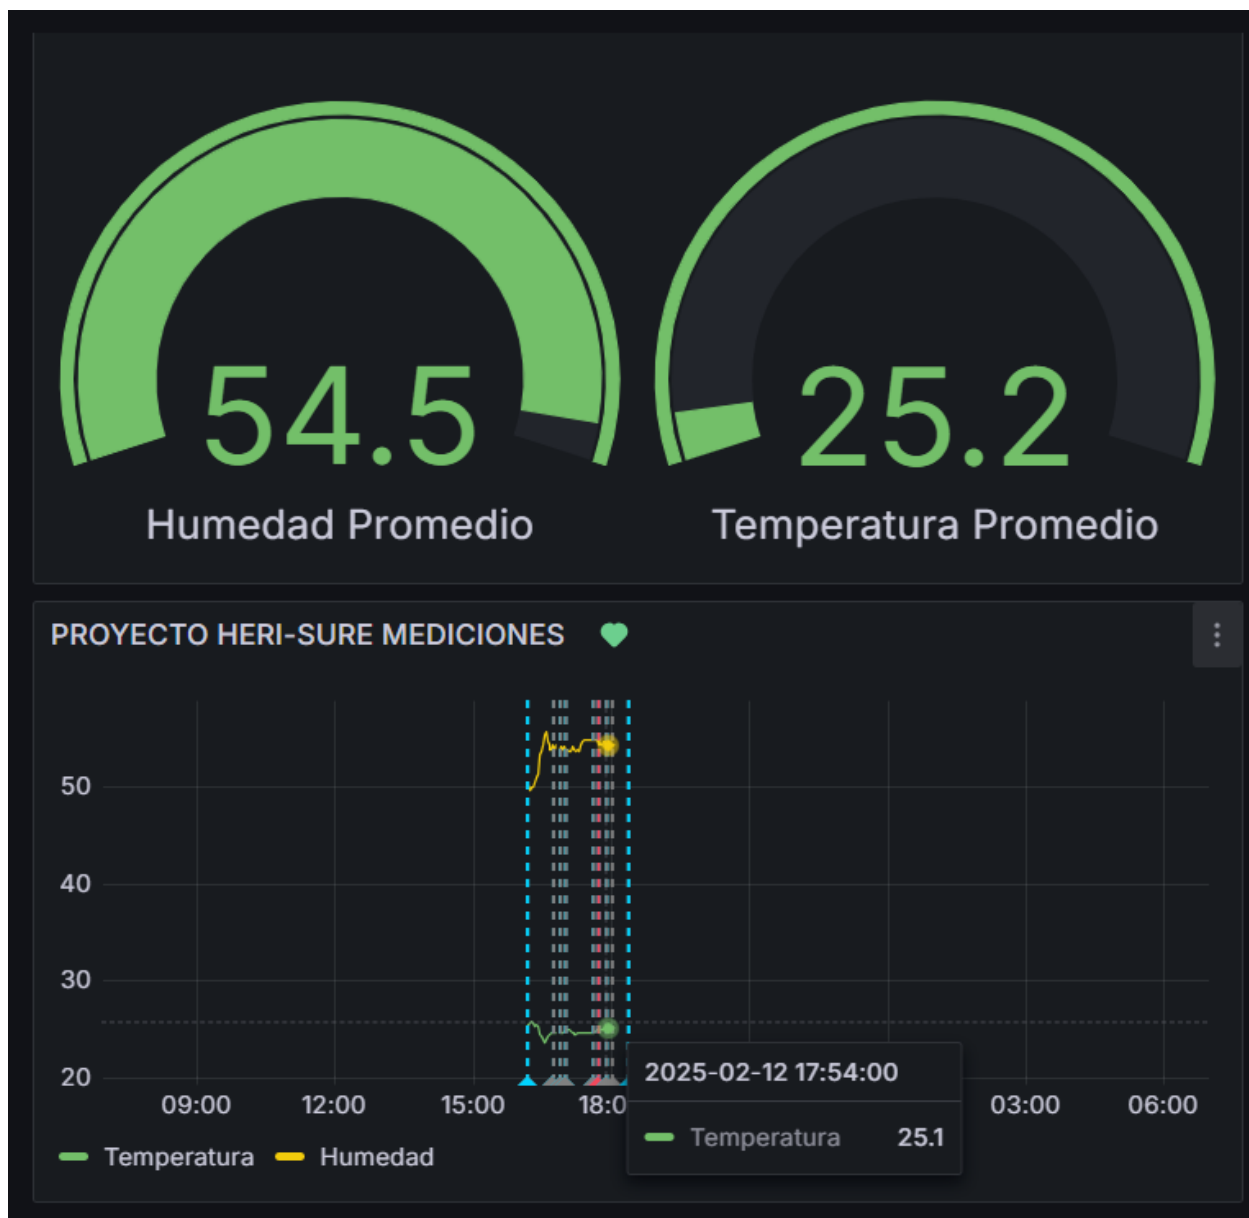 54.5
25.2
Humedad Promedio
Temperatura Promedio
PROYECTO HERI-SURE MEDICIONES
50
40
30
20
09:00 12:00 15:00 18:0 03:00 06:00
2025-02-12 17:54:00
Temperatura 25.1
Temperatura Humedad